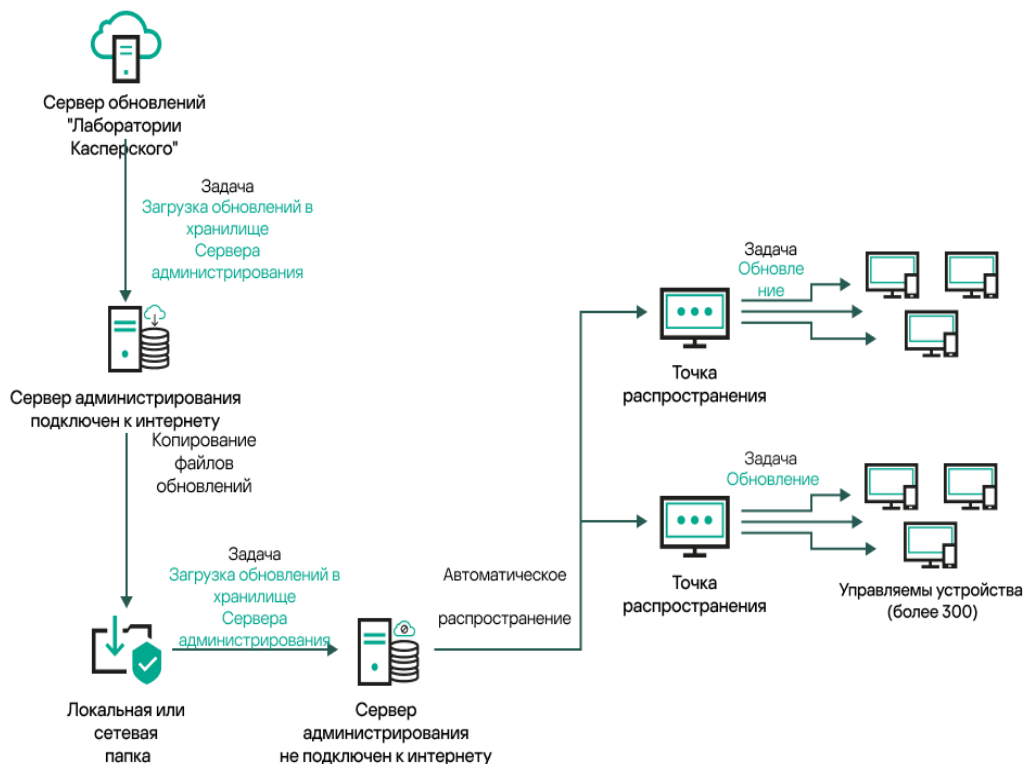 Сервер обновлений
"Лаборатории
Касперского"
Задача
Загрузка обновлений в
хранилище
Сервера
администрирования
Сервер администрирования
подключен к интернету
Копирование
файлов
обновлений
Локальная или
сетевая
папка
Задача
Загрузка обновлений в
хранилище
Сервера
администрирования
Сервер
администрирования
не подключен к интернету
Автоматическое
распространение
Точка
распространения
Задача
Обновле
ние
Точка
распространения
Задача
Обновление
Управляемы устройства
(более 300)